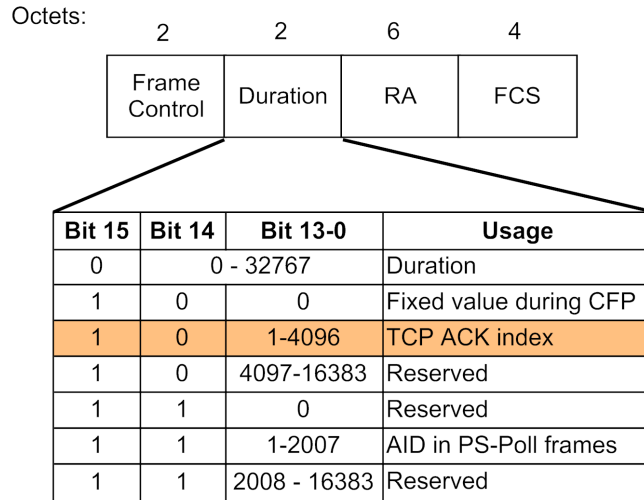 Octets:
2 2 6 4
Frame Control Duration RA FCS
Bit 15 Bit 14 Bit 13-0 Usage
0 0 - 32767 Duration
1 0 0 Fixed value during CFP
1 0 1-4096 TCP ACK index
1 0 4097-16383 Reserved
1 1 0 Reserved
1 1 1-2007 AID in PS-Poll frames
1 1 2008 - 16383 Reserved